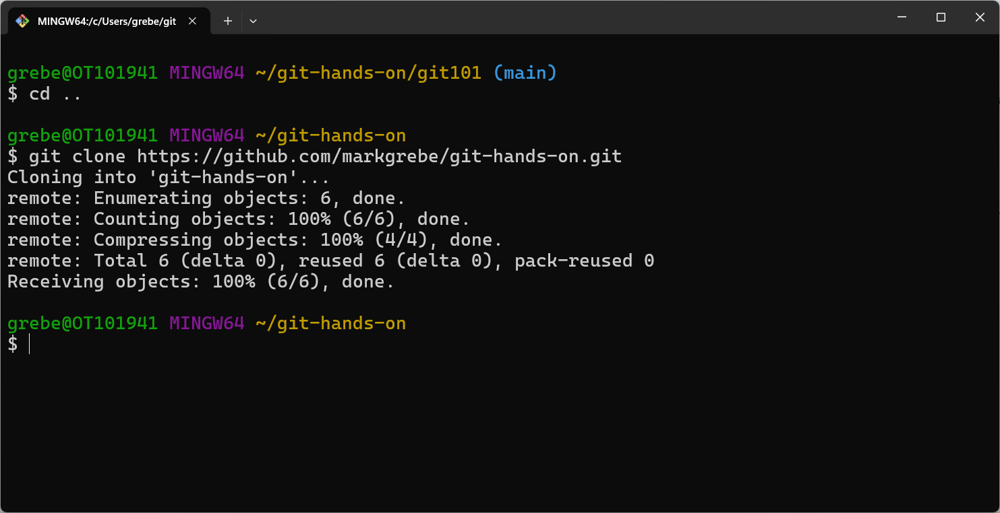 MINGW64:/c/Users/grebe/git
grebe@OT101941 MINGW64 ~/git-hands-on/git101 (main)
$ cd ..
grebe@OT101941 MINGW64 ~/git-hands-on
$ git clone https://github.com/markgrebe/git-hands-on.git
Cloning into 'git-hands-on'...
remote: Enumerating objects: 6, done.
remote: Counting objects: 100% (6/6), done.
remote: Compressing objects: 100% (4/4), done.
remote: Total 6 (delta 0), reused 6 (delta 0), pack-reused 0
Receiving objects: 100% (6/6), done.
grebe@OT101941 MINGW64 ~/git-hands-on
$